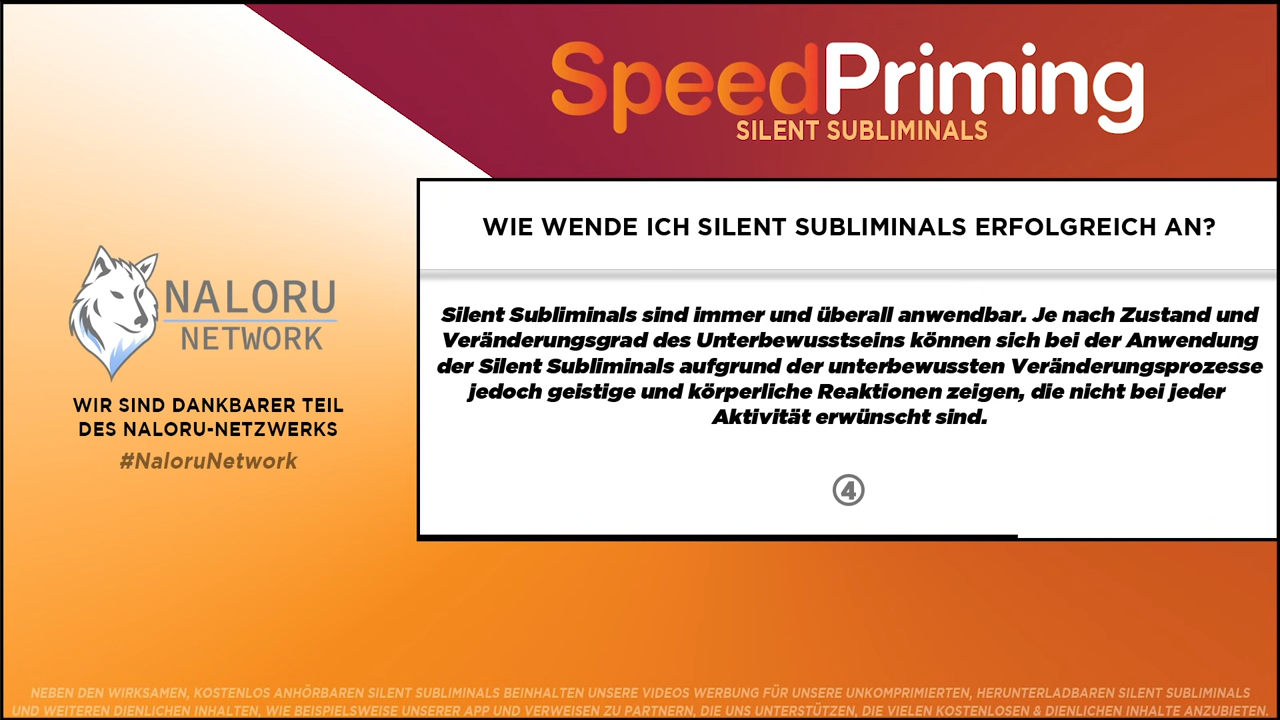 SpeedPriming
SILENT SUBLIMINALS
WIE WENDE ICH SILENT SUBLIMINALS ERFOLGREICH AN?
Silent Subliminals sind immer und überall anwendbar. Je nach Zustand und
Veränderungsgrad des Unterbewusstseins können sich bei der Anwendung
der Silent Subliminals aufgrund der unterbewussten Veränderungsprozesse
jedoch geistige und körperliche Reaktionen zeigen, die nicht bei jeder
Aktivität erwünscht sind.
4
NALORU
NETWORK
WIR SIND DANKBARER TEIL
DES NALORU-NETZWERKS
#NaloruNetwork
NEBEN DEN WIRKSAMEN, KOSTENLOS ANHÖRBAREN SILENT SUBLIMINALS BEINHALTEN UNSERE VIDEOS WERBUNG FÜR UNSERE UNKOMPRIMIERTEN, HERUNTERLADBAREN SILENT SUBLIMINALS
UND WEITEREN DIENLICHEN INHALTEN, WIE BEISPIELSWEISE UNSERER APP UND VERWEISEN ZU PARTNERN, DIE UNS UNTERSTÜTZEN, DIE VIELEN KOSTENLOSEN & DIENLICHEN INHALTE ANZUBIETEN.